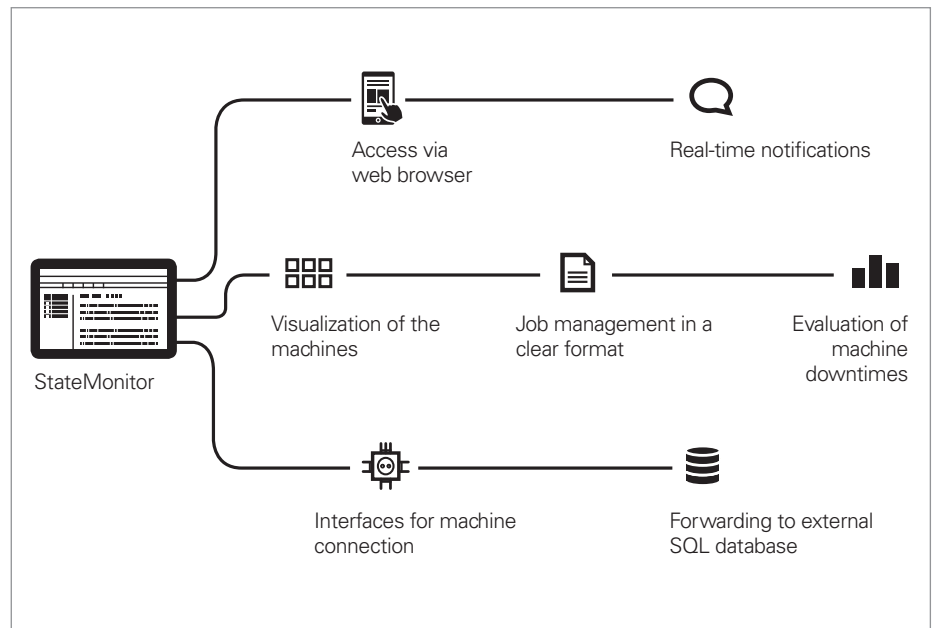 Access via
web browser
Real-time notifications
Visualization of the
machines
Job management in a
clear format
Evaluation of
machine
downtimes
StateMonitor
Interfaces for machine
connection
Forwarding to external
SQL database